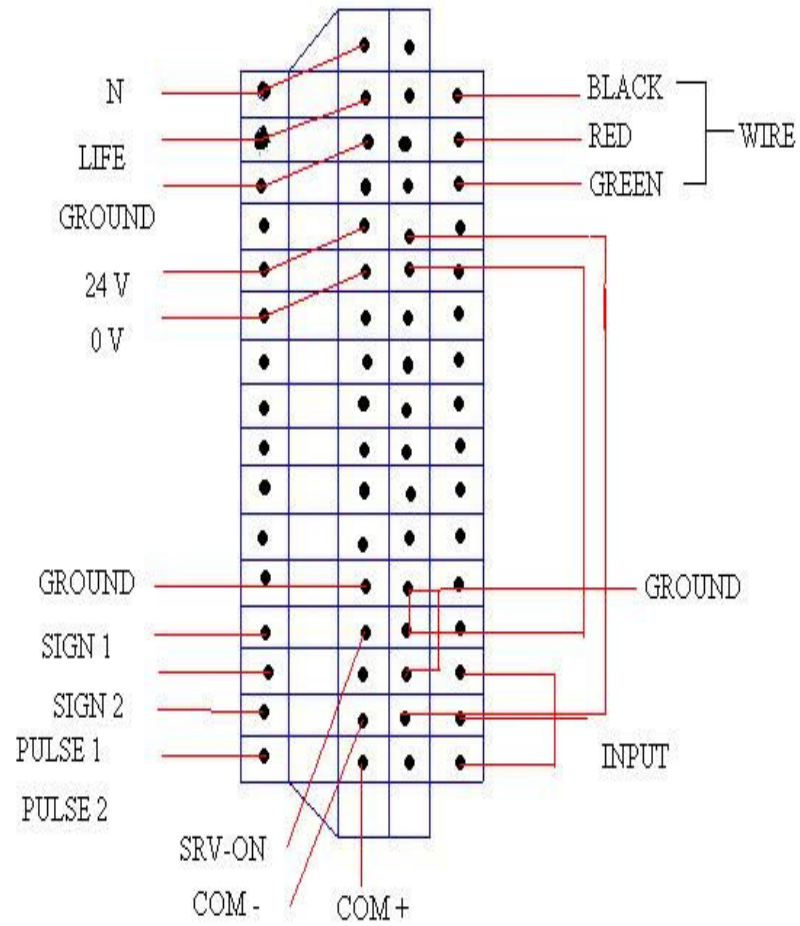 N
BLACK
LIFE
RED
WIRE
GREEN
GROUND
24 V
0 V
GROUND
GROUND
SIGN 1
SIGN 2
PULSE 1
INPUT
PULSE 2
SRV-ON
COM -
COM +